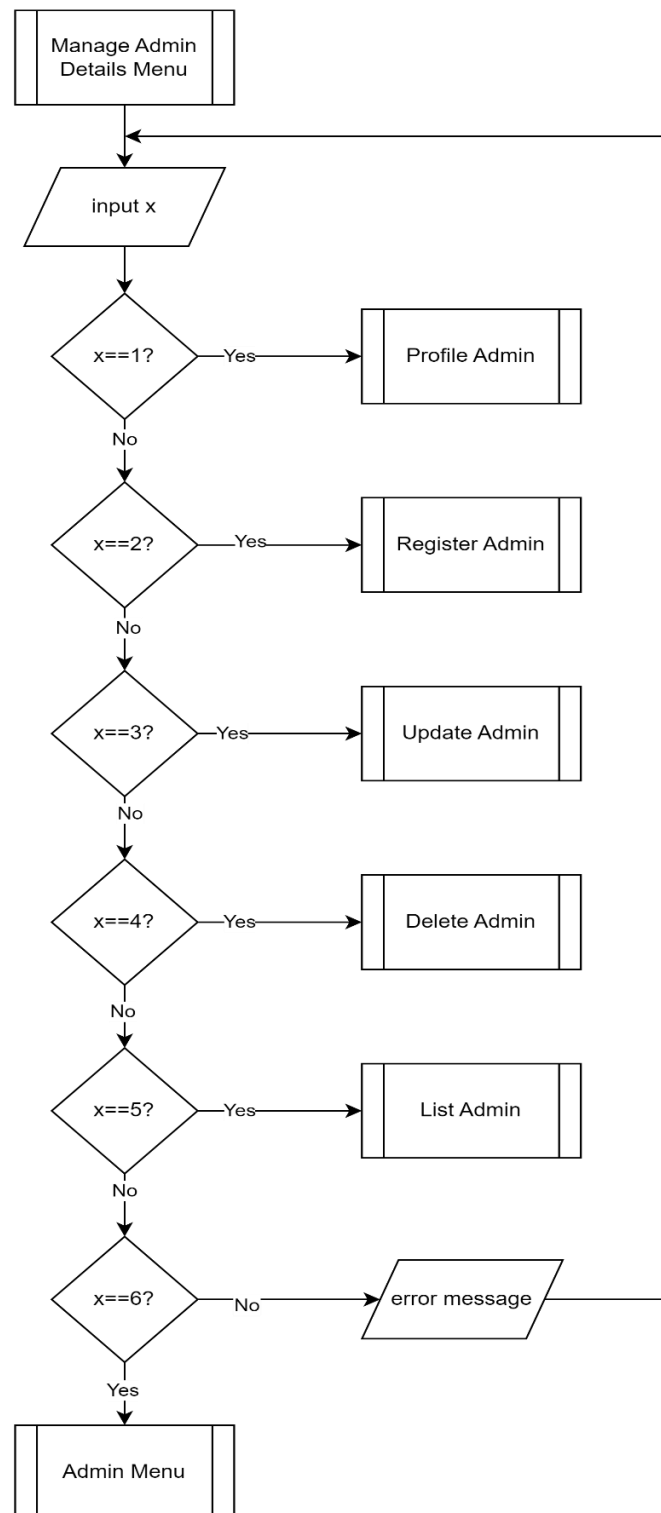 Manage Admin
Details Menu
input x
x==1?
Yes
Profile Admin
No
x==2?
Yes
Register Admin
No
x==3?
Yes
Update Admin
No
x==4?
Yes
Delete Admin
No
x==5?
Yes
List Admin
No
x==6?
No
error message
Yes
Admin Menu